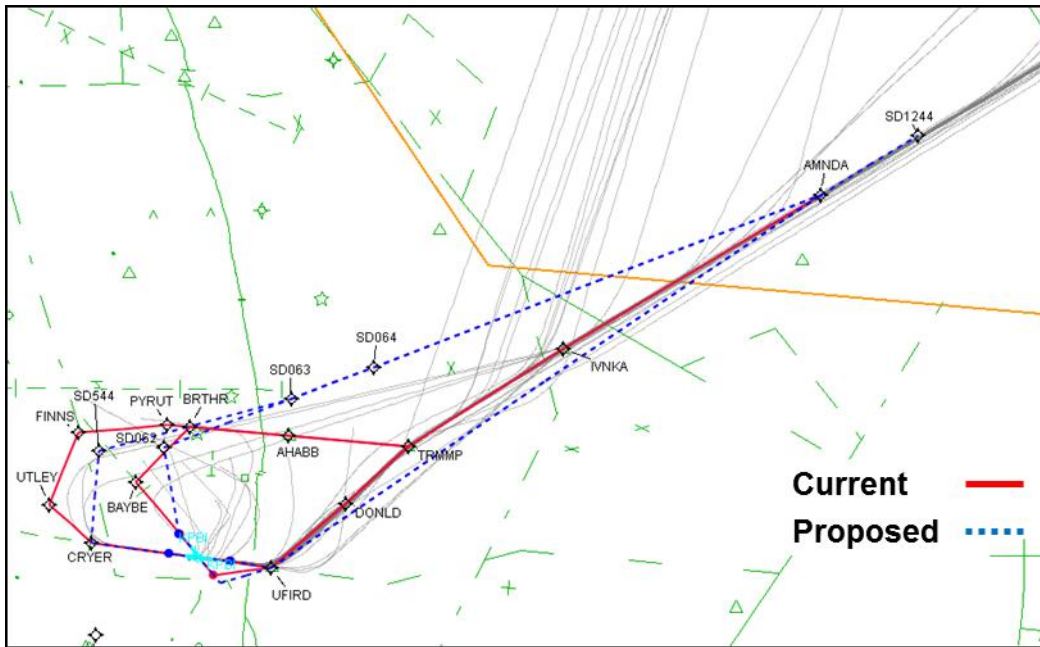 SD1244
AMNDA
SD064
IVNKA
SD063
SD544
PYRUT
BRTHR
FINNS
SD062
AHABB
TRMMP
UTLEY
BAYBE
DONLD
CRYER
UFIRD
Current
Proposed